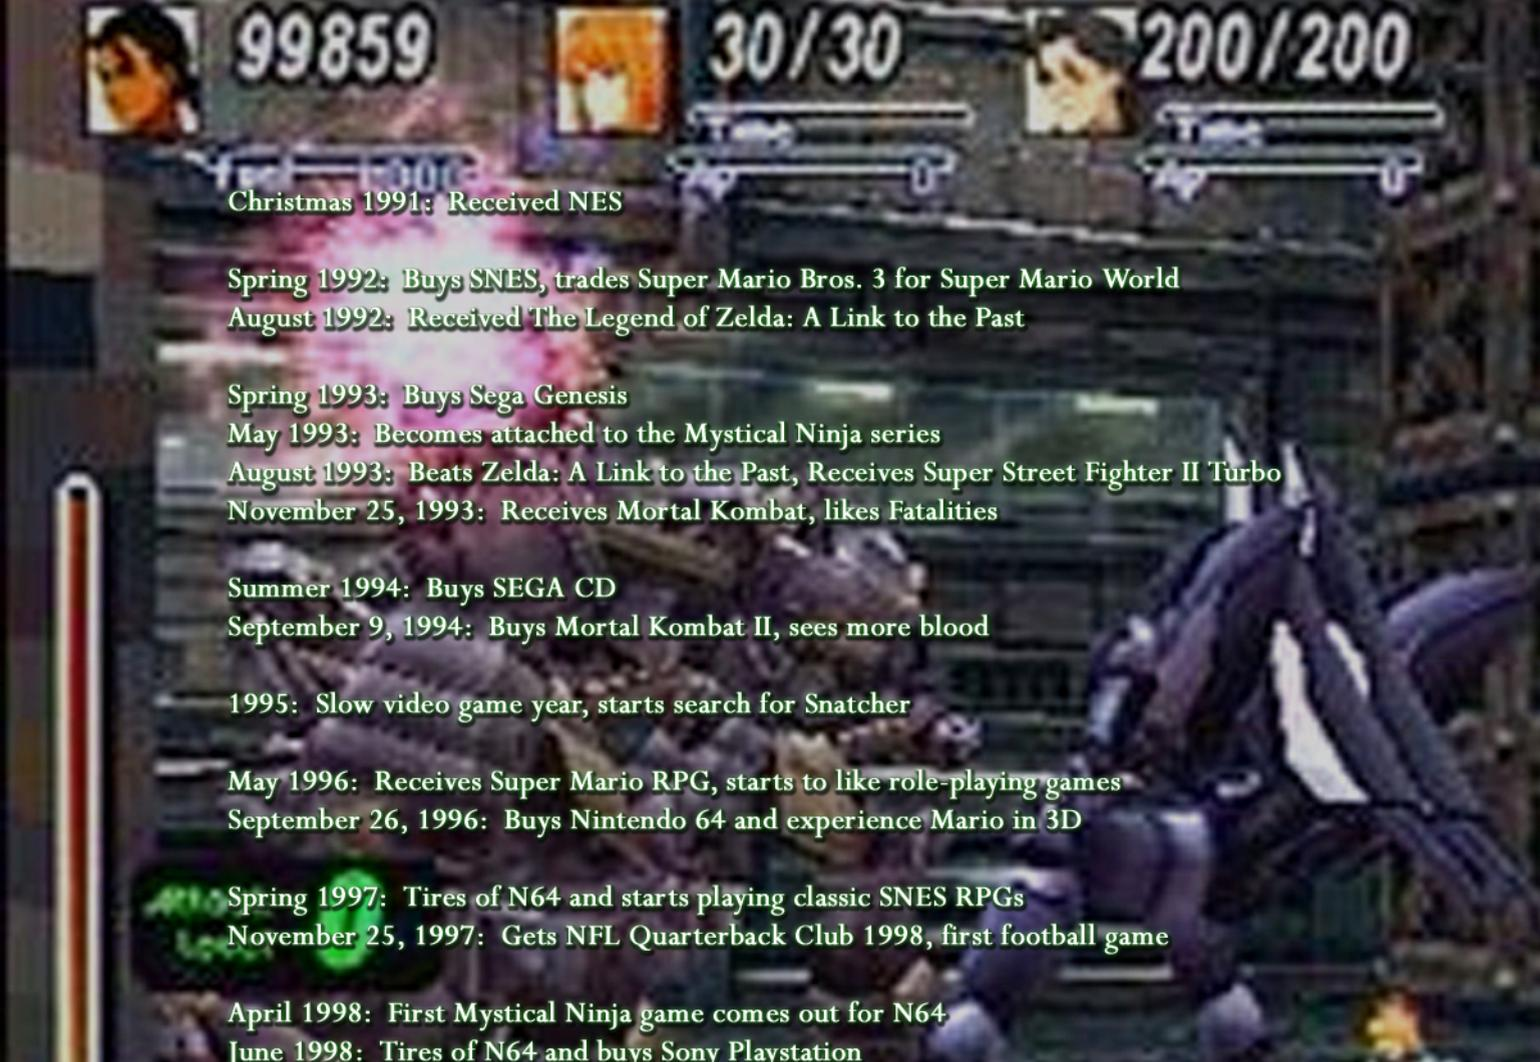 99859 30/30 200/200
Time Time
Fuel 000 Ap 0 Ap 0
Christmas 1991: Received NES
Spring 1992: Buys SNES, trades Super Mario Bros. 3 for Super Mario World
August 1992: Received The Legend of Zelda: A Link to the Past
Spring 1993: Buys Sega Genesis
May 1993: Becomes attached to the Mystical Ninja series
August 1993: Beats Zelda: A Link to the Past, Receives Super Street Fighter II Turbo
November 25, 1993: Receives Mortal Kombat, likes Fatalities
Summer 1994: Buys SEGA CD
September 9, 1994: Buys Mortal Kombat II, sees more blood
1995: Slow video game year, starts search for Snatcher
May 1996: Receives Super Mario RPG, starts to like role-playing games
September 26, 1996: Buys Nintendo 64 and experience Mario in 3D
Spring 1997: Tires of N64 and starts playing classic SNES RPGs
November 25, 1997: Gets NFL Quarterback Club 1998, first football game
April 1998: First Mystical Ninja game comes out for N64
June 1998: Tires of N64 and buys Sony Playstation